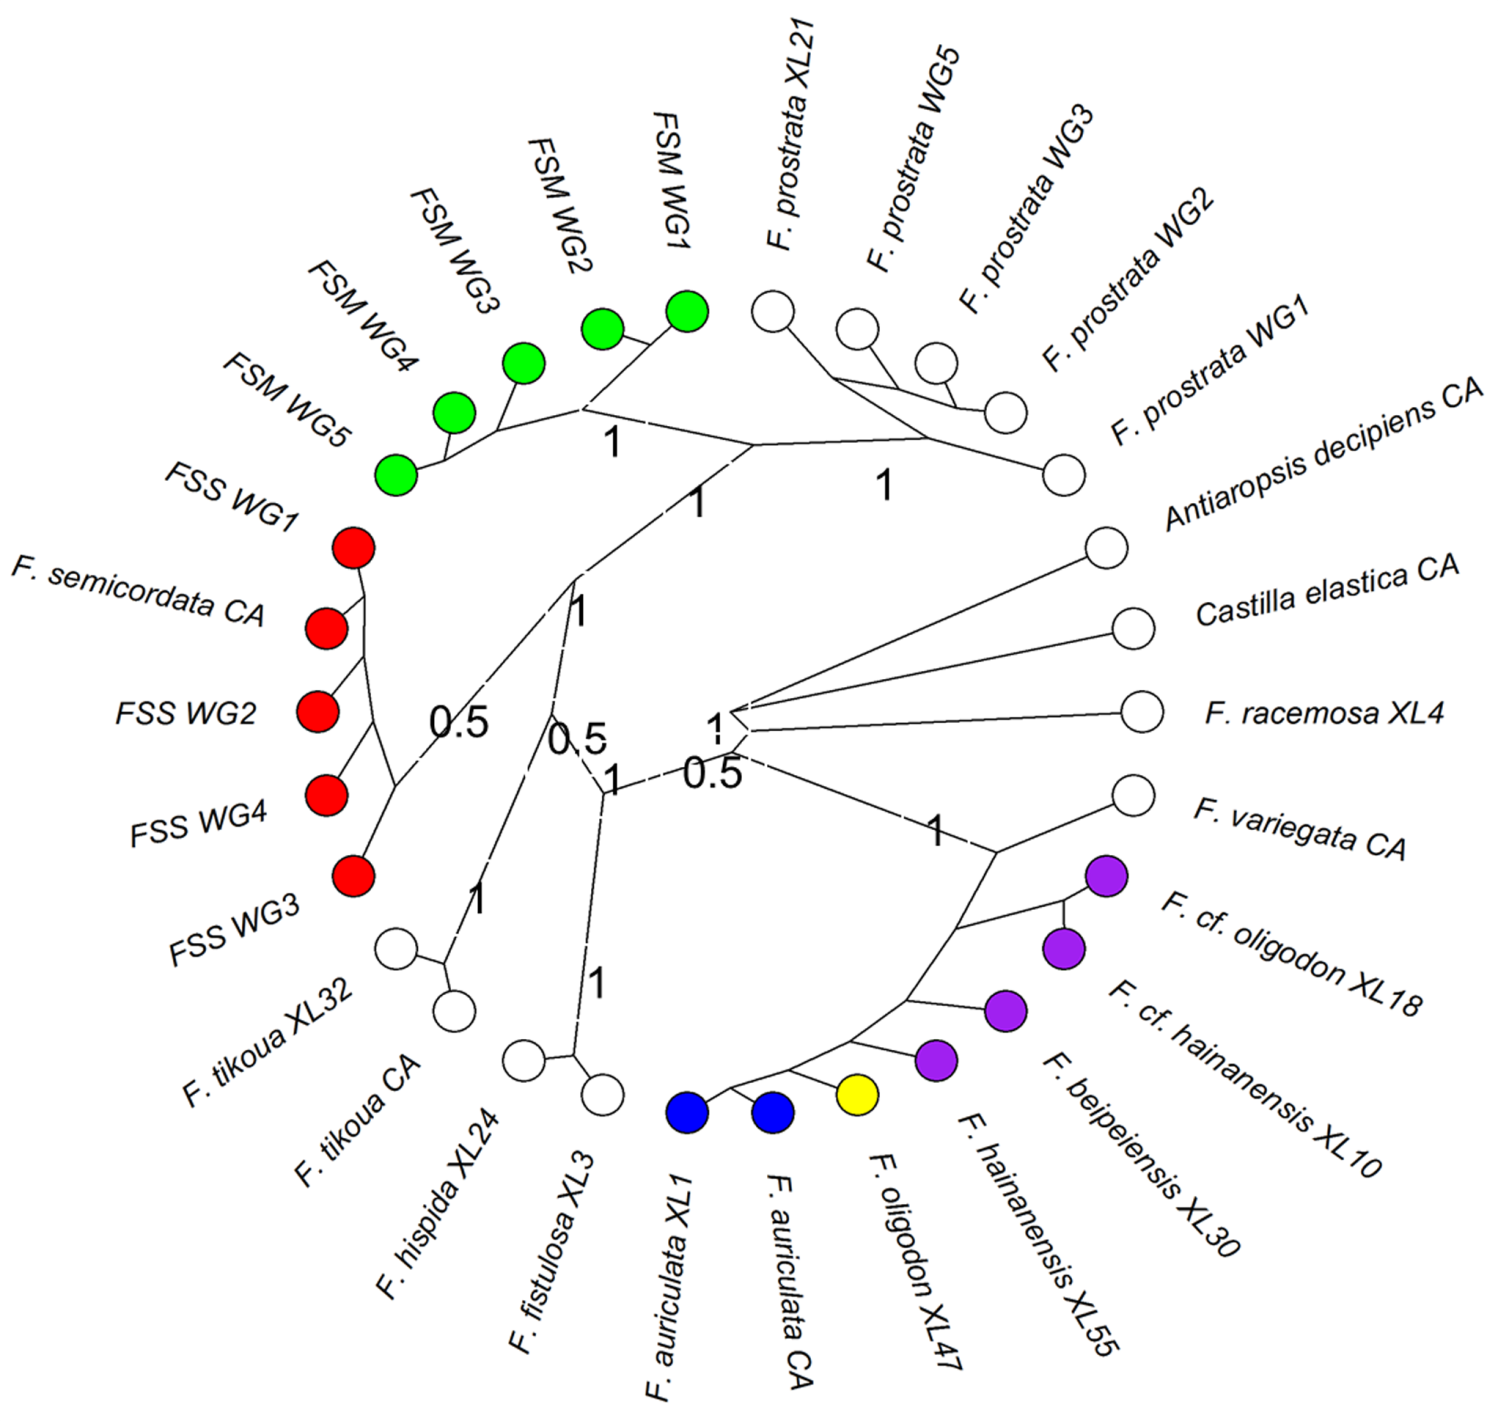 F. prostrata XL21
F. prostrata WG5
F. prostrata WG3
F. prostrata WG2
F. prostrata WG1
Antiaropsis decipiens CA
Castilla elastica CA
F. racemosa XL4
F. variegata CA
F. cf. oligodon XL18
F. cf. hainanensis XL10
F. beipeiensis XL30
F. hainanensis XL55
F. oligodon XL47
F. auriculata CA
F. auriculata XL1
F. fistulosa XL3
F. hispida XL24
F. tikoua CA
F. tikoua XL32
FSS WG3
FSS WG4
FSS WG2
F. semicordata CA
FSS WG1
FSM WG5
FSM WG4
FSM WG3
FSM WG2
FSM WG1
1
1
1
1
0.5
0.5
1
1
0.5
1
1
1